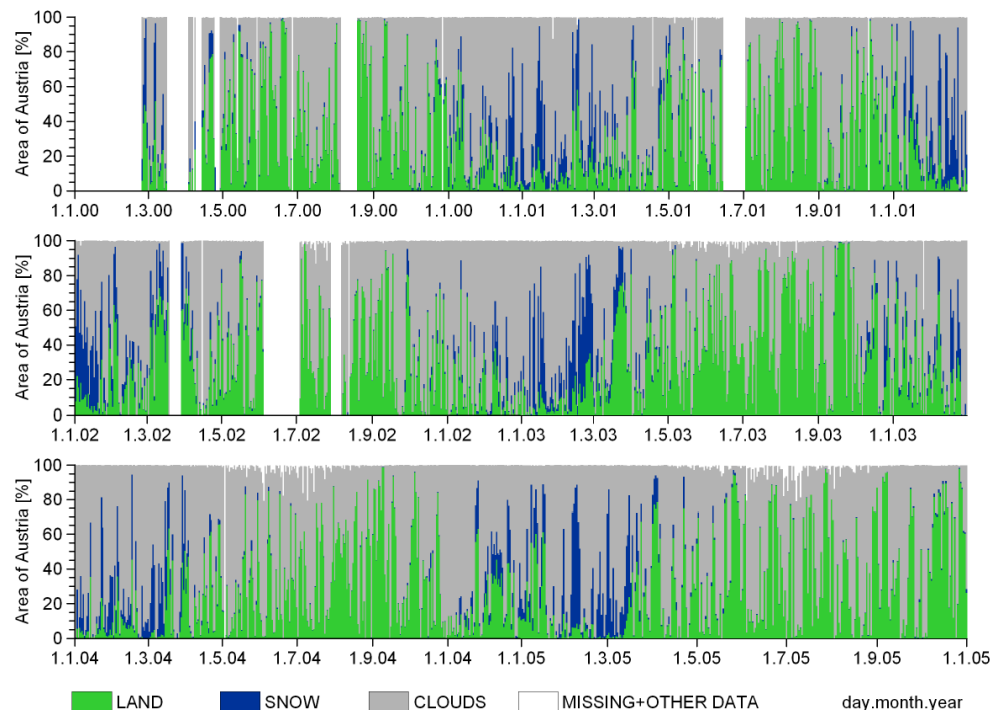 Area of Austria [%]
100
80
60
40
20
0
1.1.00 1.3.00 1.5.00 1.7.00 1.9.00 1.1.00 1.1.01 1.3.01 1.5.01 1.7.01 1.9.01 1.1.01
Area of Austria [%]
100
80
60
40
20
0
1.1.02 1.3.02 1.5.02 1.7.02 1.9.02 1.1.02 1.1.03 1.3.03 1.5.03 1.7.03 1.9.03 1.1.03
Area of Austria [%]
100
80
60
40
20
0
1.1.04 1.3.04 1.5.04 1.7.04 1.9.04 1.1.04 1.1.05 1.3.05 1.5.05 1.7.05 1.9.05 1.1.05
LAND SNOW CLOUDS MISSING+OTHER DATA day.month.year